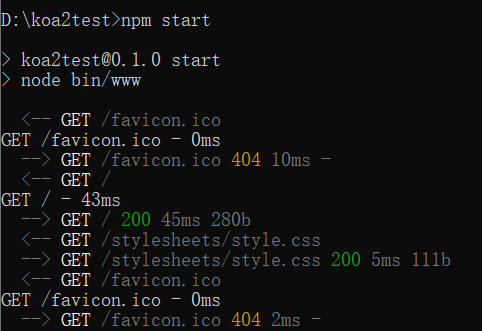 D:\koa2test>npm start
> koa2test@0.1.0 start
> node bin/www
<-- GET /favicon.ico
GET /favicon.ico - 0ms
--> GET /favicon.ico 404 10ms -
<-- GET /
GET / - 43ms
--> GET / 200 45ms 280b
<-- GET /stylesheets/style.css
--> GET /stylesheets/style.css 200 5ms 111b
<-- GET /favicon.ico
GET /favicon.ico - 0ms
--> GET /favicon.ico 404 2ms -